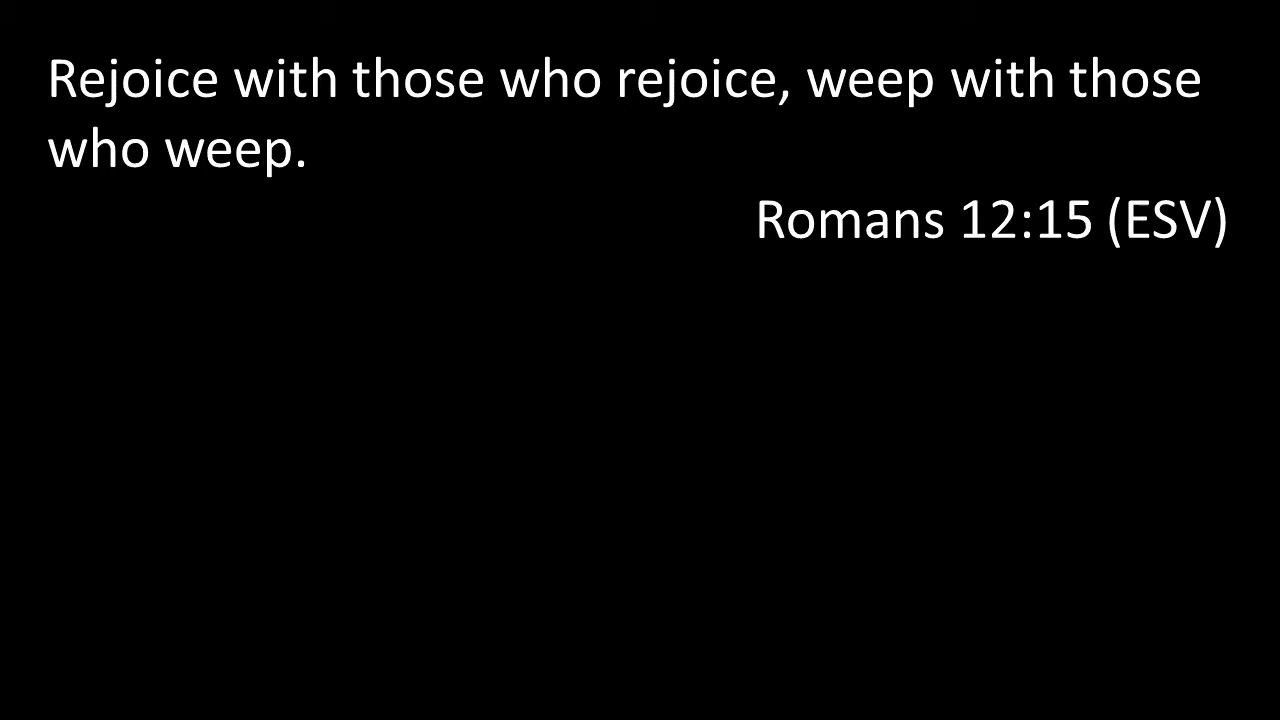 Rejoice with those who rejoice, weep with those
who weep.
Romans 12:15 (ESV)